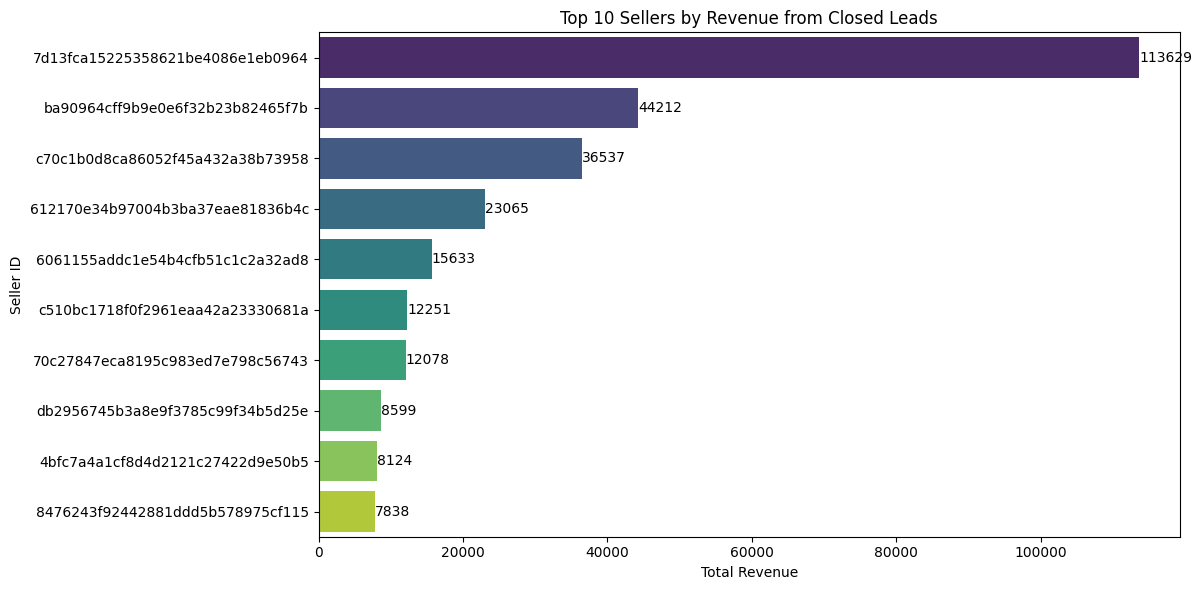 Top 10 Sellers by Revenue from Closed Leads
Seller ID
7d13fca15225358621be4086e1eb0964 113629
ba90964cff9b9e0e6f32b23b82465f7b 44212
c70c1b0d8ca86052f45a432a38b73958 36537
612170e34b97004b3ba37eae81836b4c 23065
6061155addc1e54b4cfb51c1c2a32ad8 15633
c510bc1718f0f2961eaa42a23330681a 12251
70c27847eca8195c983ed7e798c56743 12078
db2956745b3a8e9f3785c99f34b5d25e 8599
4bfc7a4a1cf8d4d2121c27422d9e50b5 8124
8476243f92442881ddd5b578975cf115 7838
0 20000 40000 60000 80000 100000
Total Revenue